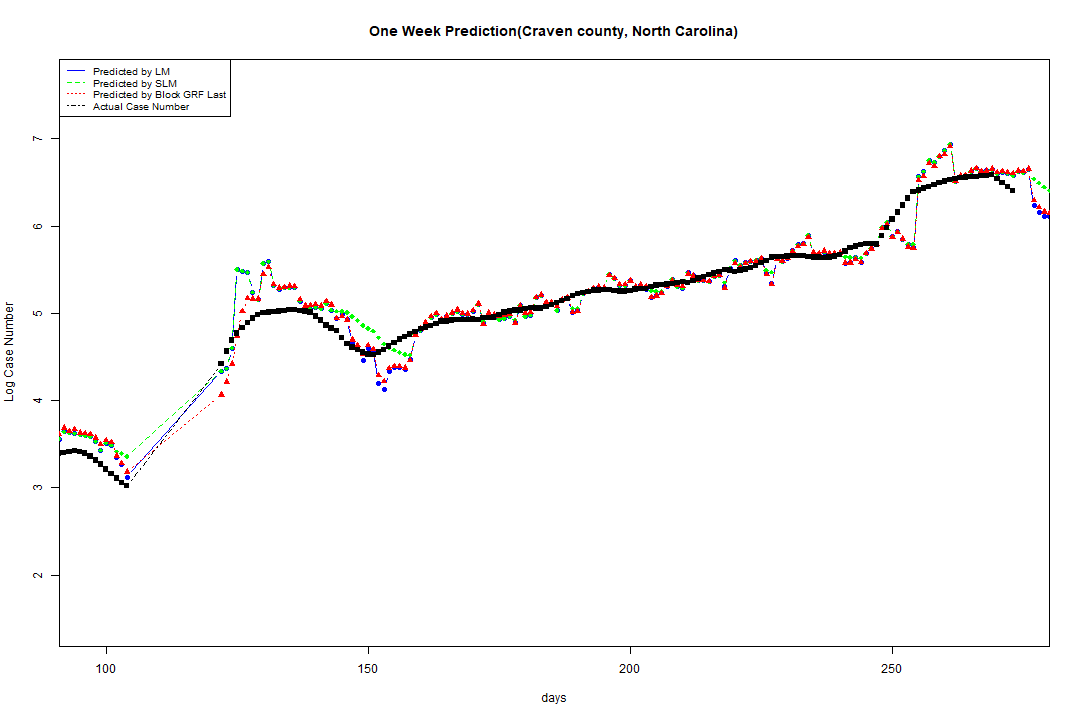 One Week Prediction(Craven county, North Carolina)
Predicted by LM
Predicted by SLM
Predicted by Block GRF Last
Actual Case Number
7
6
5
4
3
2
Log Case Number
100 150 200 250
days